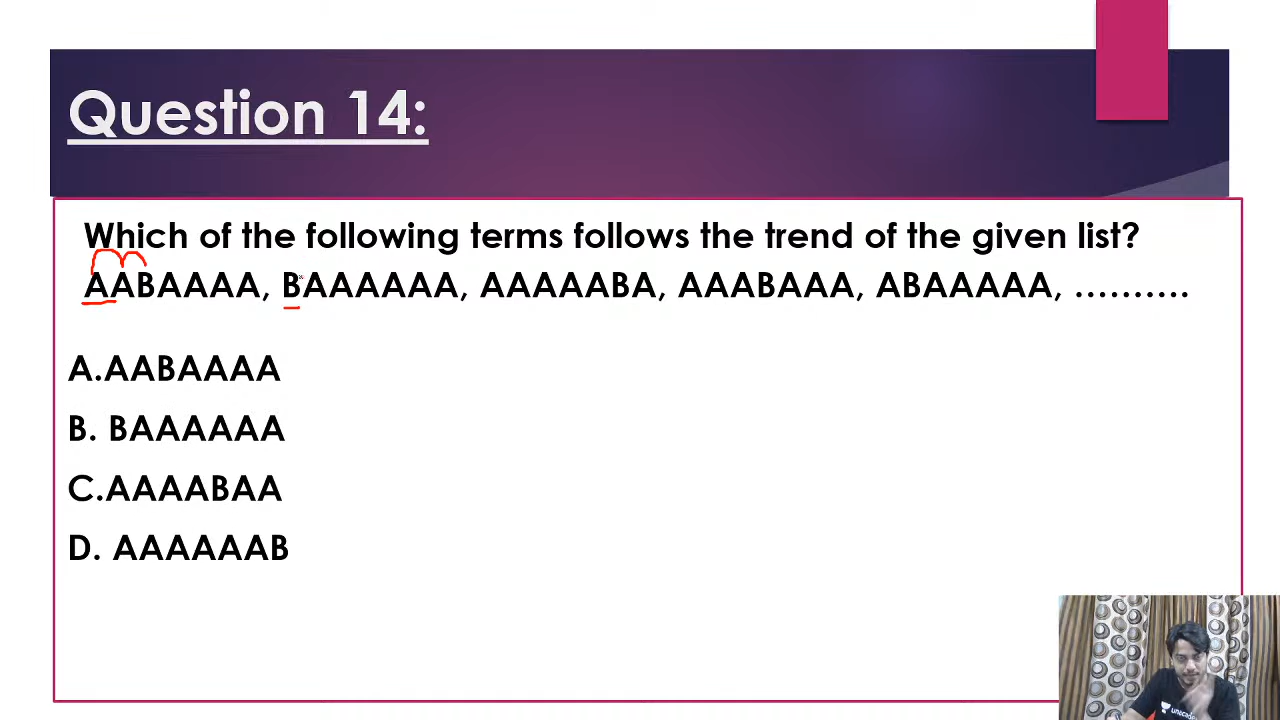 Question 14:
Which of the following terms follows the trend of the given list?
AABAAAA, BAAAAAA, AAAAABA, AAABAAA, ABAAAAA, ……….
A.AABAAAA
B. BAAAAAA
C.AAAABAA
D. AAAAAAB